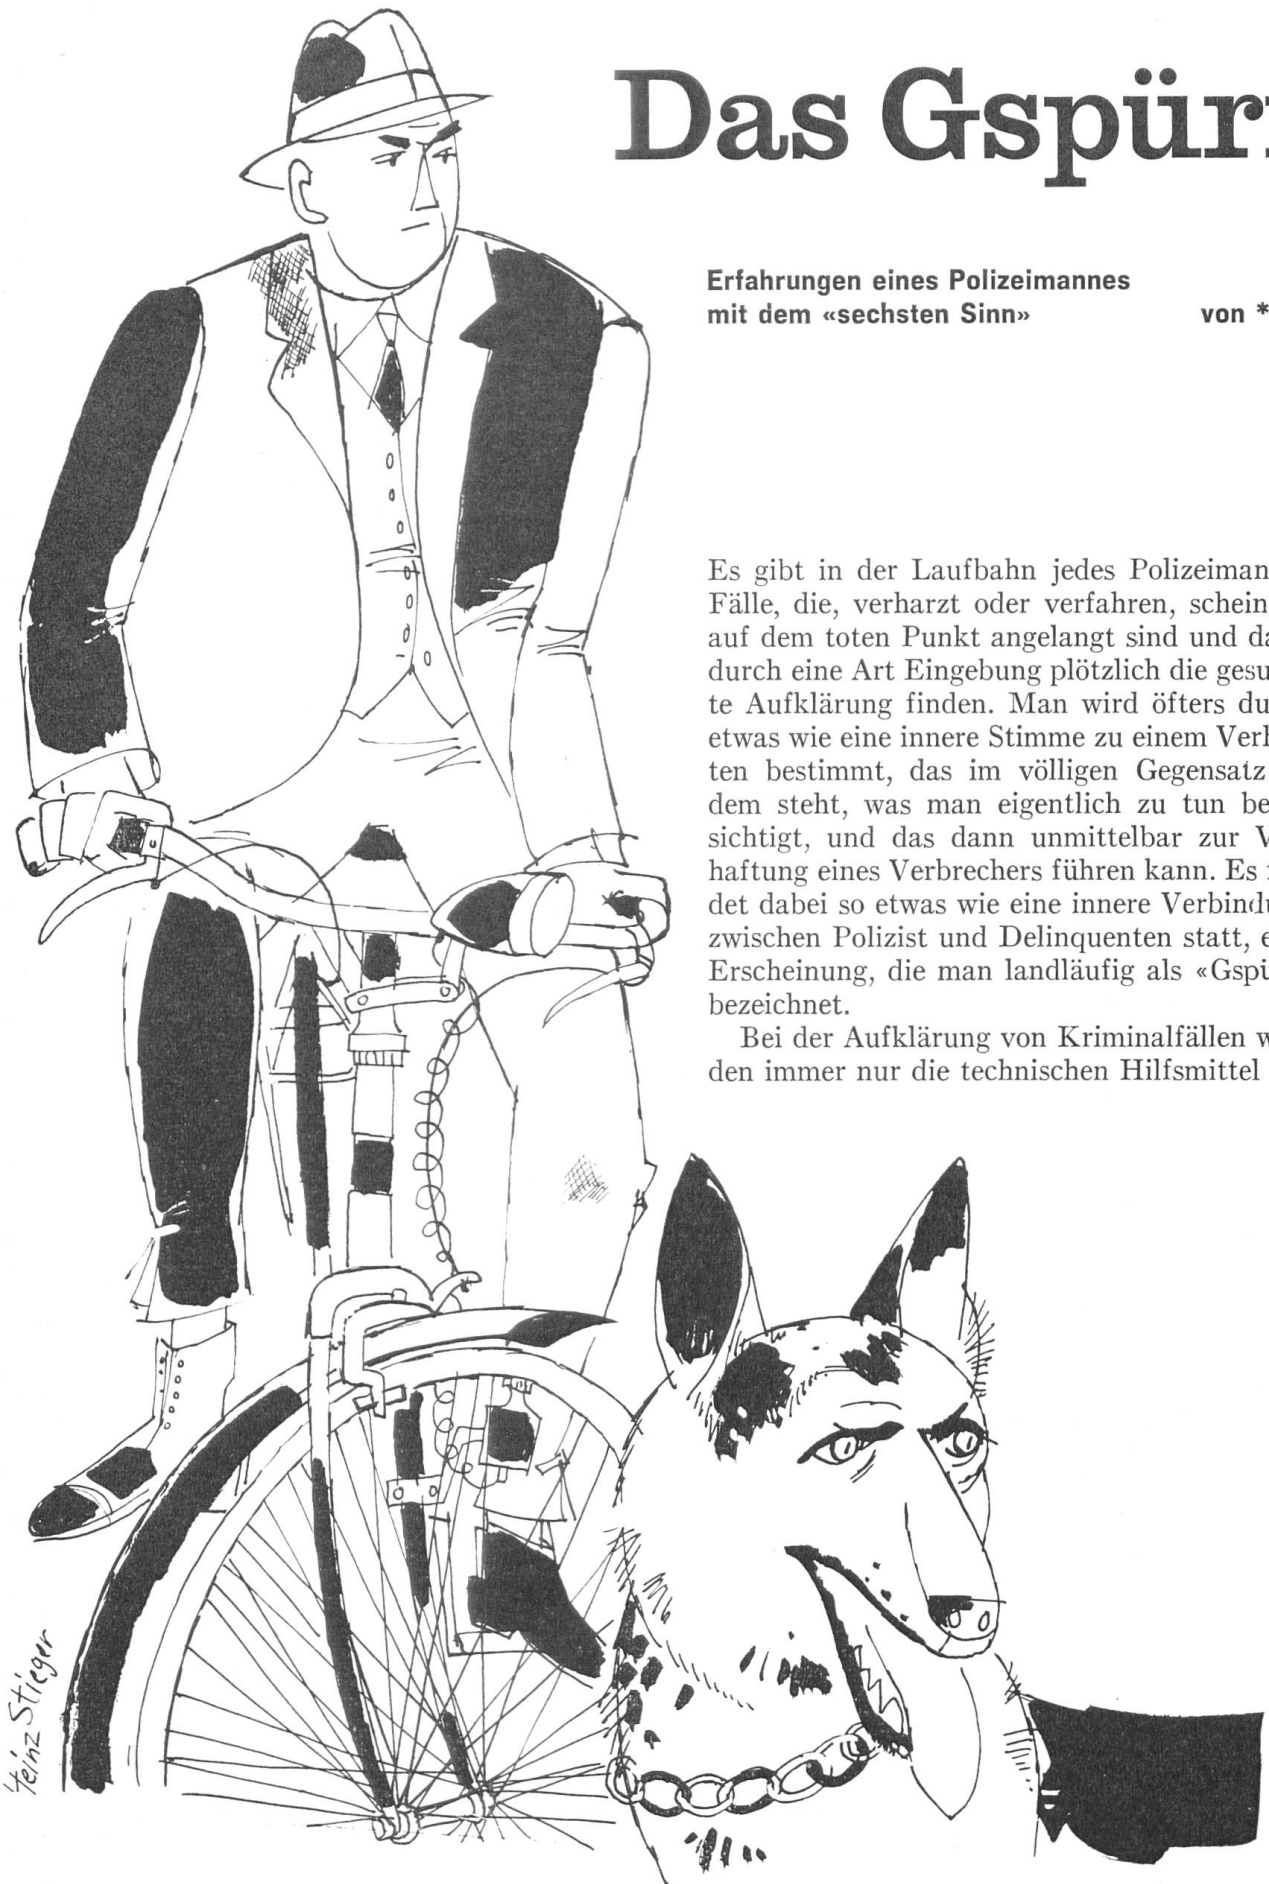 Das Gspür
Erfahrungen eines Polizeimannes
mit dem «sechsten Sinn» von *
Es gibt in der Laufbahn jedes Polizeiman
Fälle, die, verharzt oder verfahren, schein
auf dem toten Punkt angelangt sind und da
durch eine Art Eingebung plötzlich die gesu
te Aufklärung finden. Man wird öfters du
etwas wie eine innere Stimme zu einem Verh
ten bestimmt, das im völligen Gegensatz
dem steht, was man eigentlich zu tun be
sichtigt, und das dann unmittelbar zur V
haftung eines Verbrechers führen kann. Es
det dabei so etwas wie eine innere Verbindu
zwischen Polizist und Delinquenten statt, e
Erscheinung, die man landläufig als «Gspü
bezeichnet.
Bei der Aufklärung von Kriminalfällen w
den immer nur die technischen Hilfsmittel
Heinz Stieger